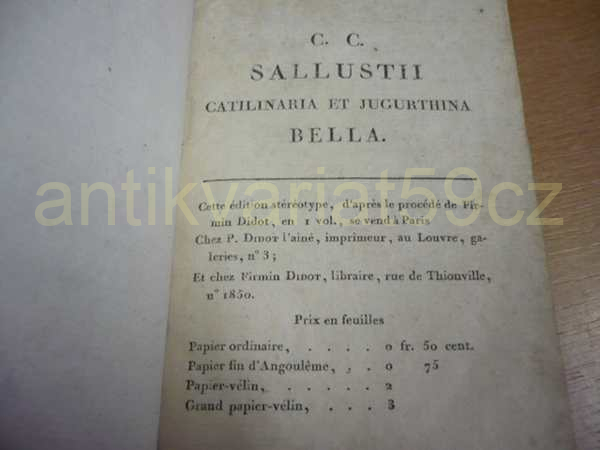 C. C.
SALLUSTII
CATILINARIA ET JUGURTHINA
BELLA.
Cette édition stéréotype, d'après le procédé de Fir-
min Didot, en 1 vol., se vend à Paris
Chez P. DIDOT l'aîné, imprimeur, au Louvre, ga-
leries, n° 3;
Et chez Firmin DIDOT, libraire, rue de Thionville,
n° 1850.
Prix en feuilles
Papier ordinaire, . . . . 0 fr. 50 cent.
Papier fin d'Angoulême, . . 0 75
Papier-vélin, . . . . . 2
Grand papier-vélin, . . . 3
antikvariat59cz